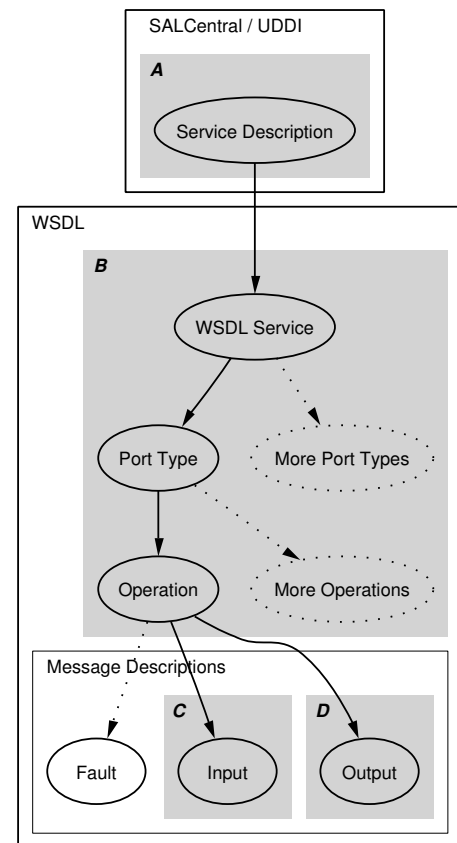 SALCentral / UDDI
A
Service Description
WSDL
B
WSDL Service
Port Type
More Port Types
Operation
More Operations
Message Descriptions
C
D
Fault
Input
Output